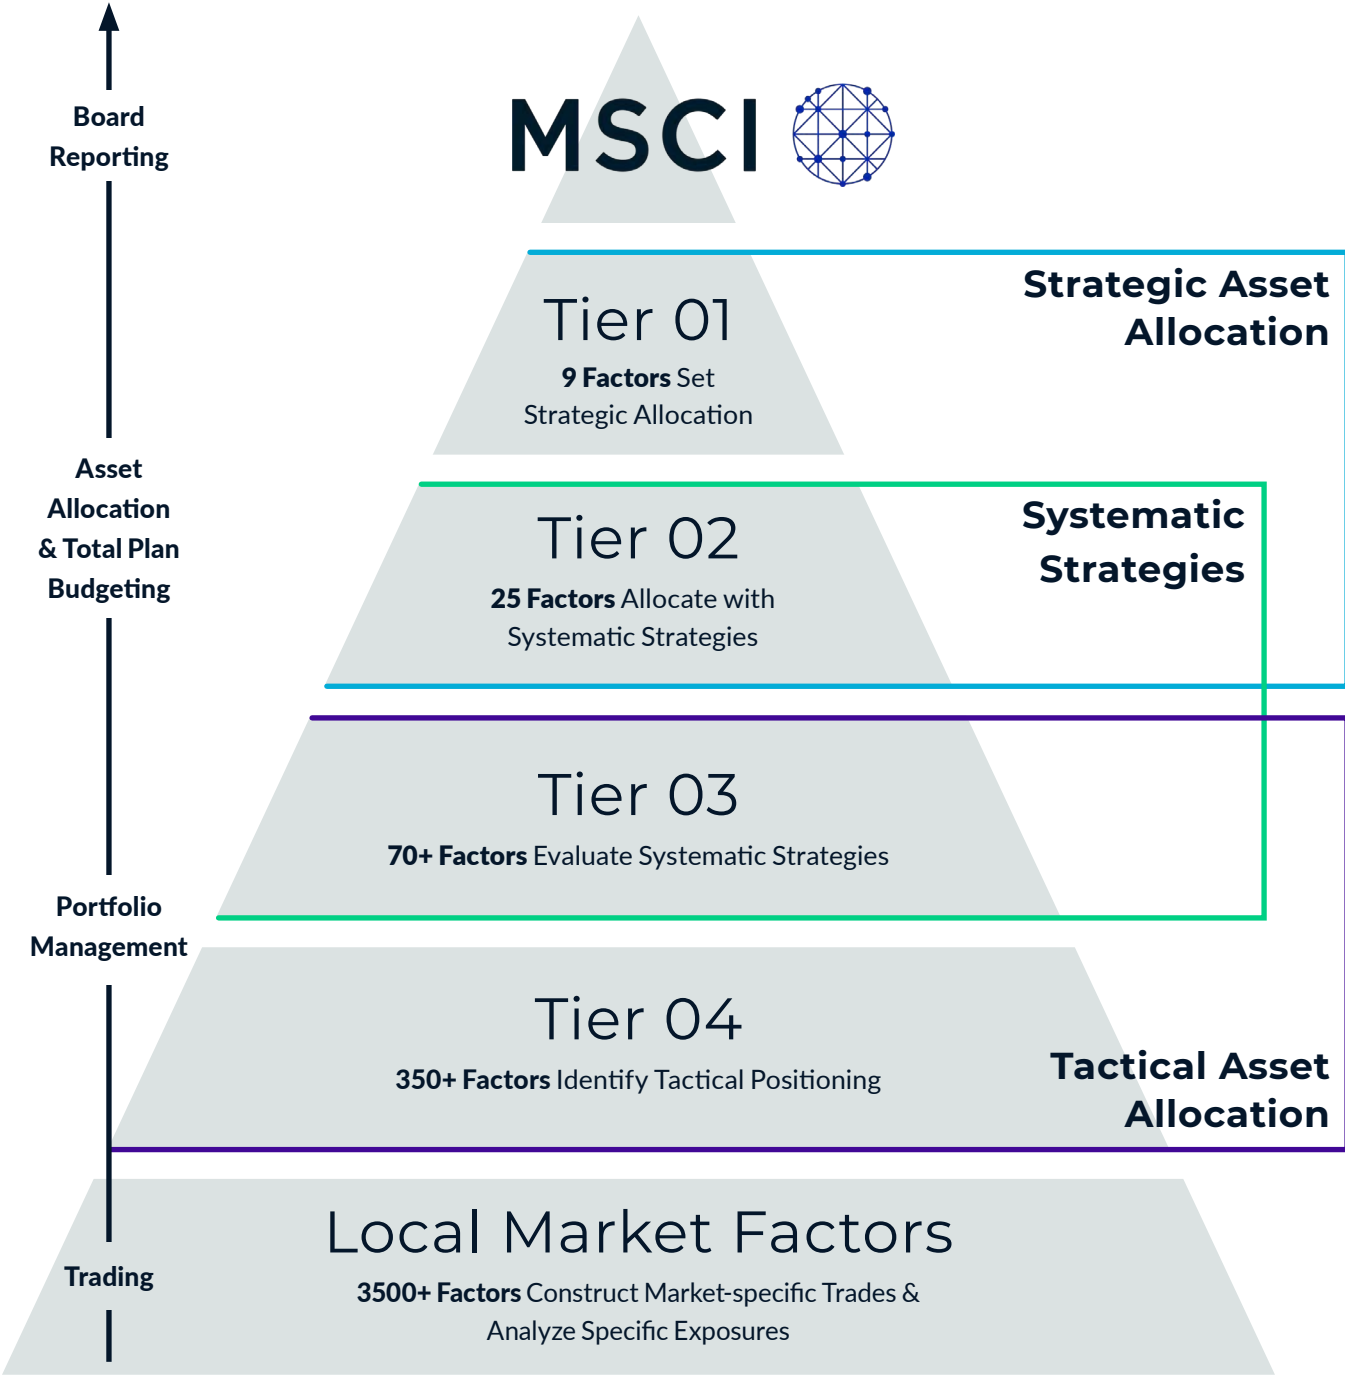 Board
Reporting
MSCI
Strategic Asset
Allocation
Tier 01
9 Factors Set
Strategic Allocation
Asset
Allocation
& Total Plan
Budgeting
Systematic
Strategies
Tier 02
25 Factors Allocate with
Systematic Strategies
Tier 03
70+ Factors Evaluate Systematic Strategies
Portfolio
Management
Tier 04
350+ Factors Identify Tactical Positioning
Tactical Asset
Allocation
Local Market Factors
3500+ Factors Construct Market-specific Trades &
Analyze Specific Exposures
Trading